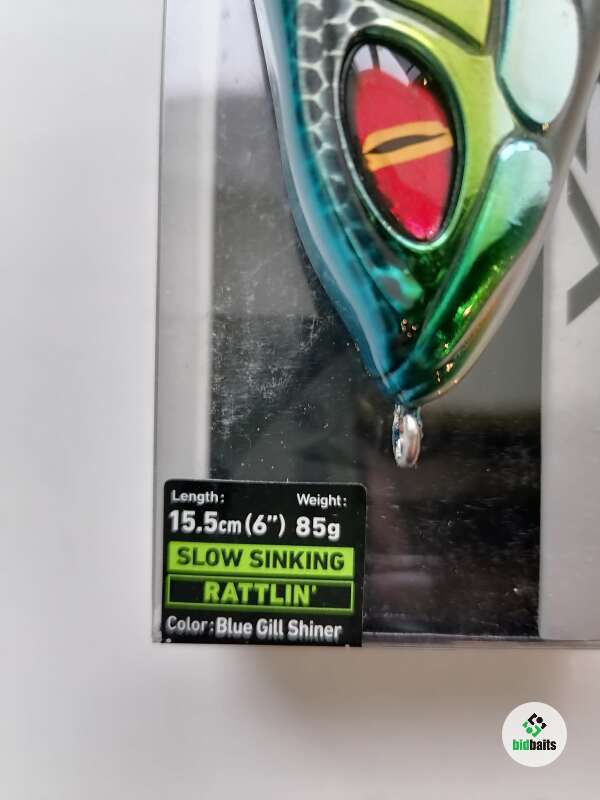 Length: Weight:
15.5cm (6") 85g
SLOW SINKING
RATTLIN'
Color: Blue Gill Shiner
bidbaits